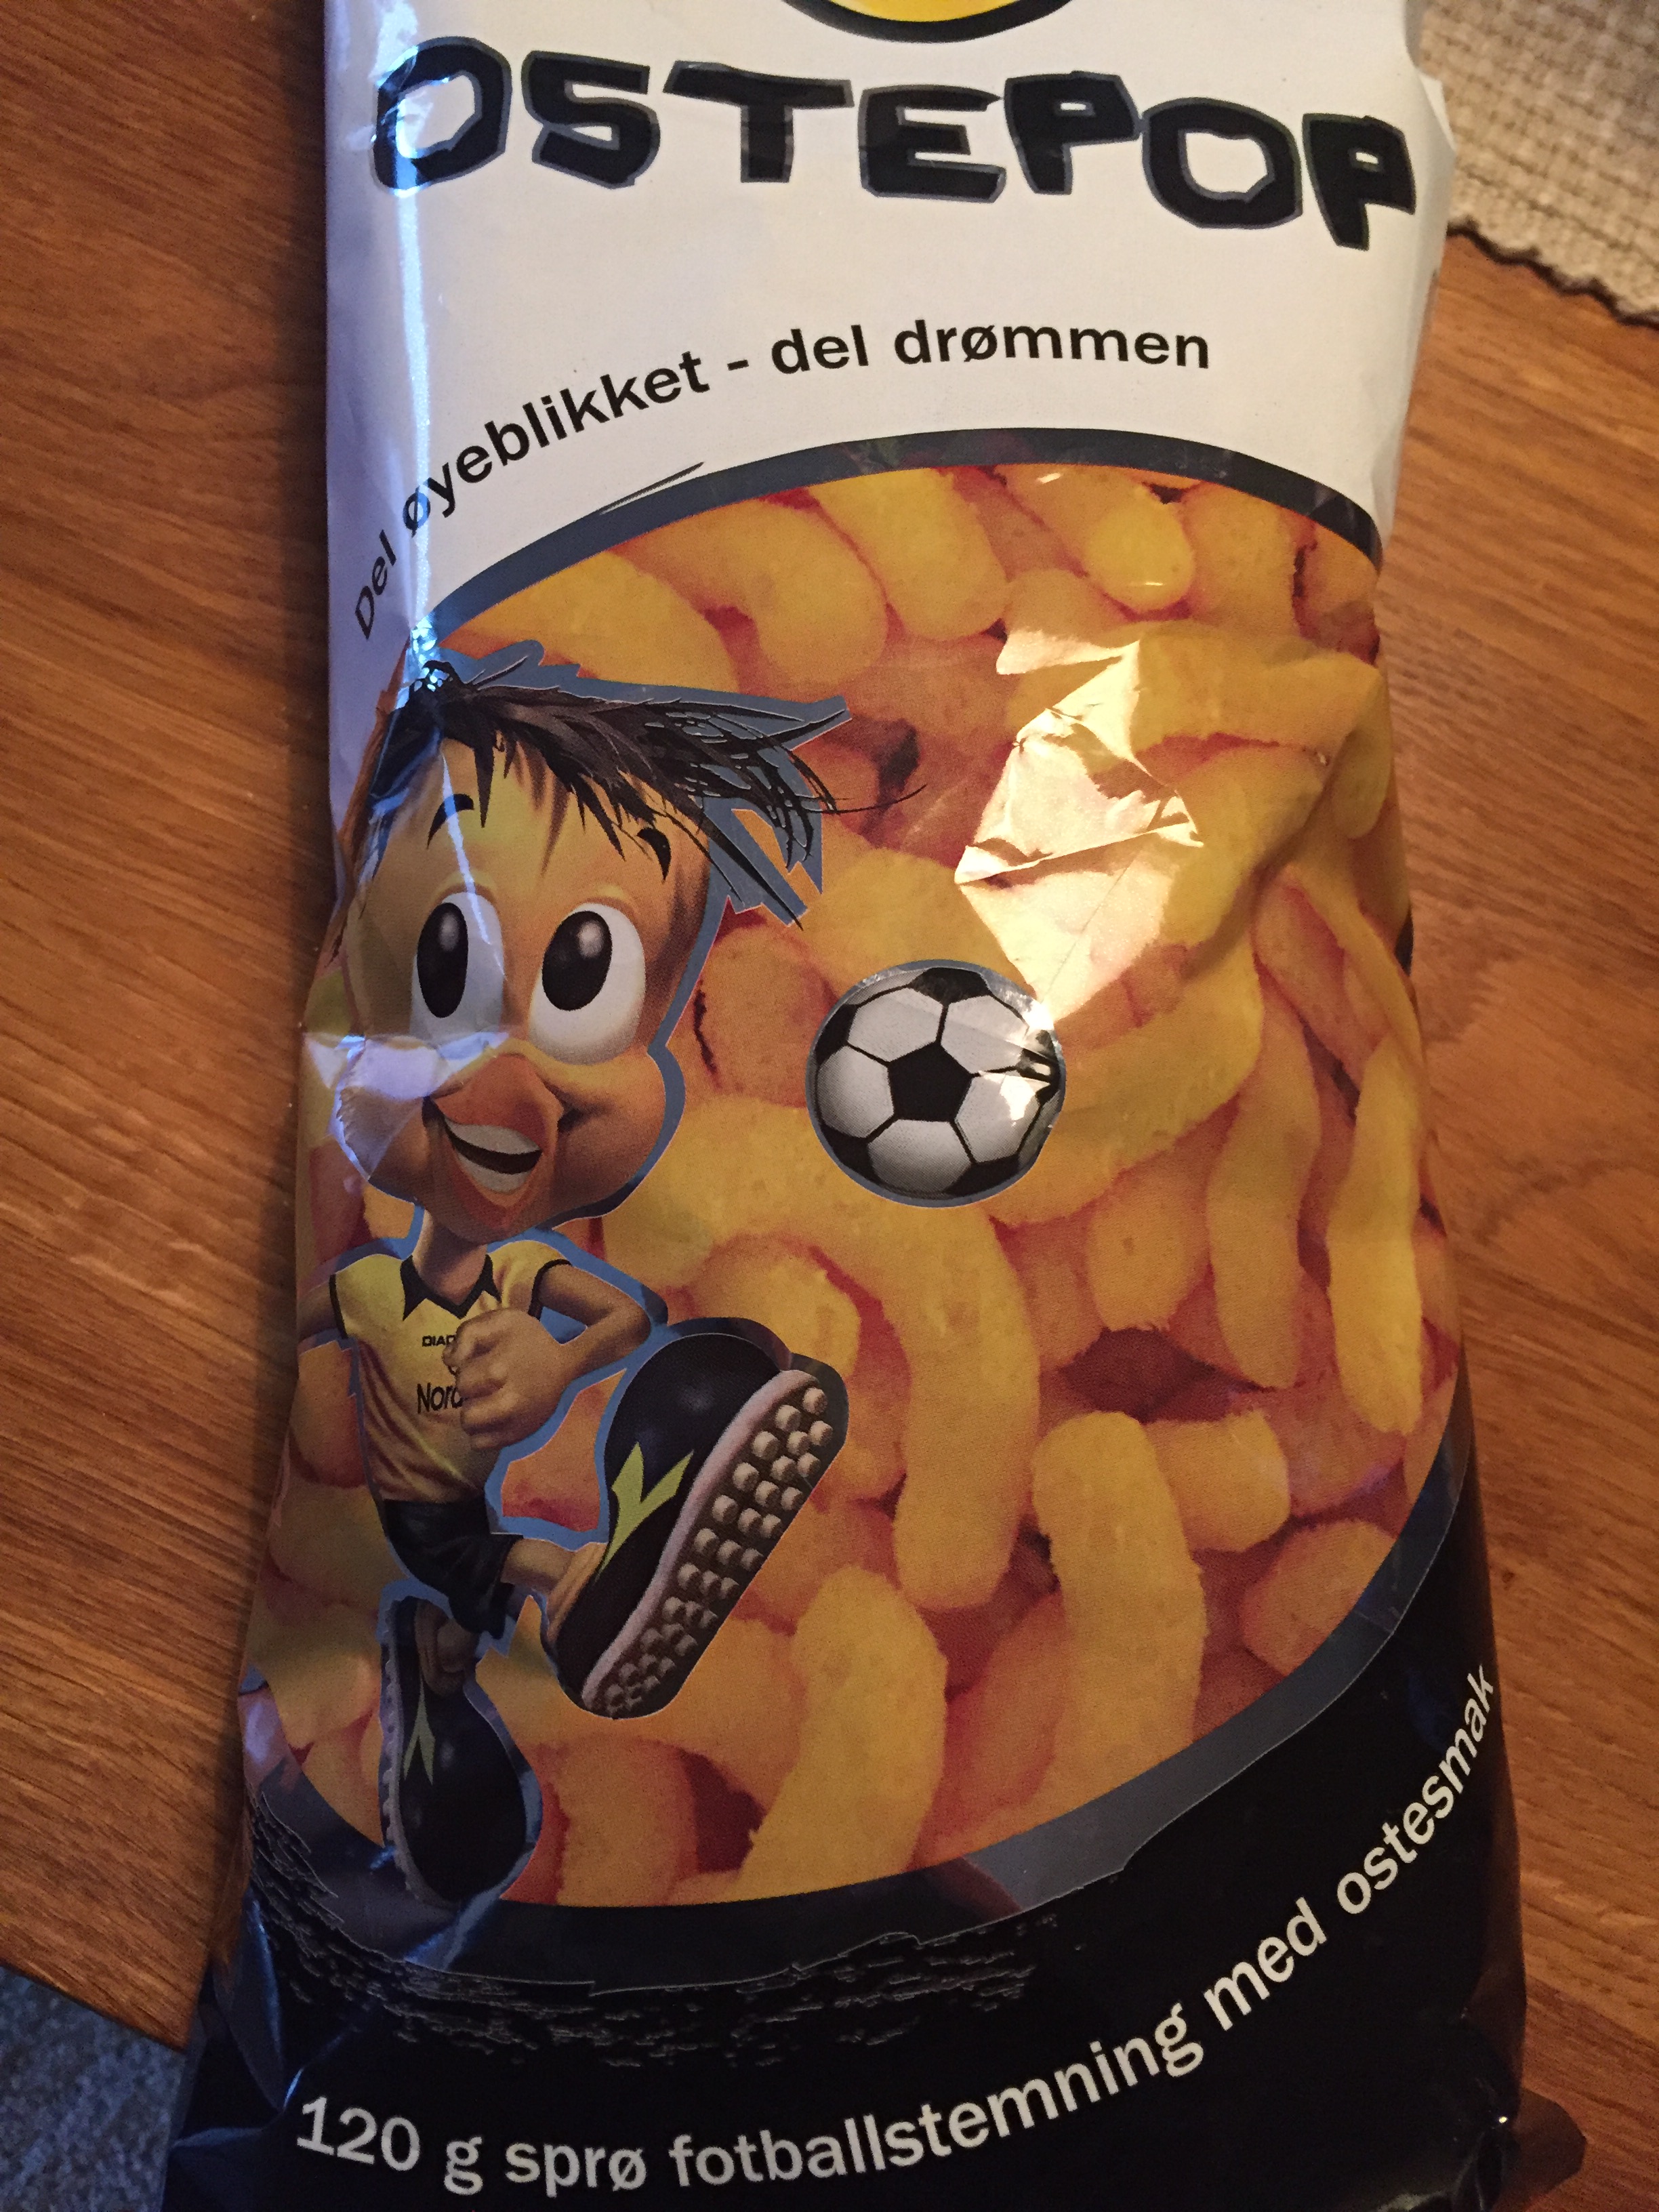 OSTEPOP
Del øyeblikket - del drømmen
120 g sprø fotballstemning med ostesmak